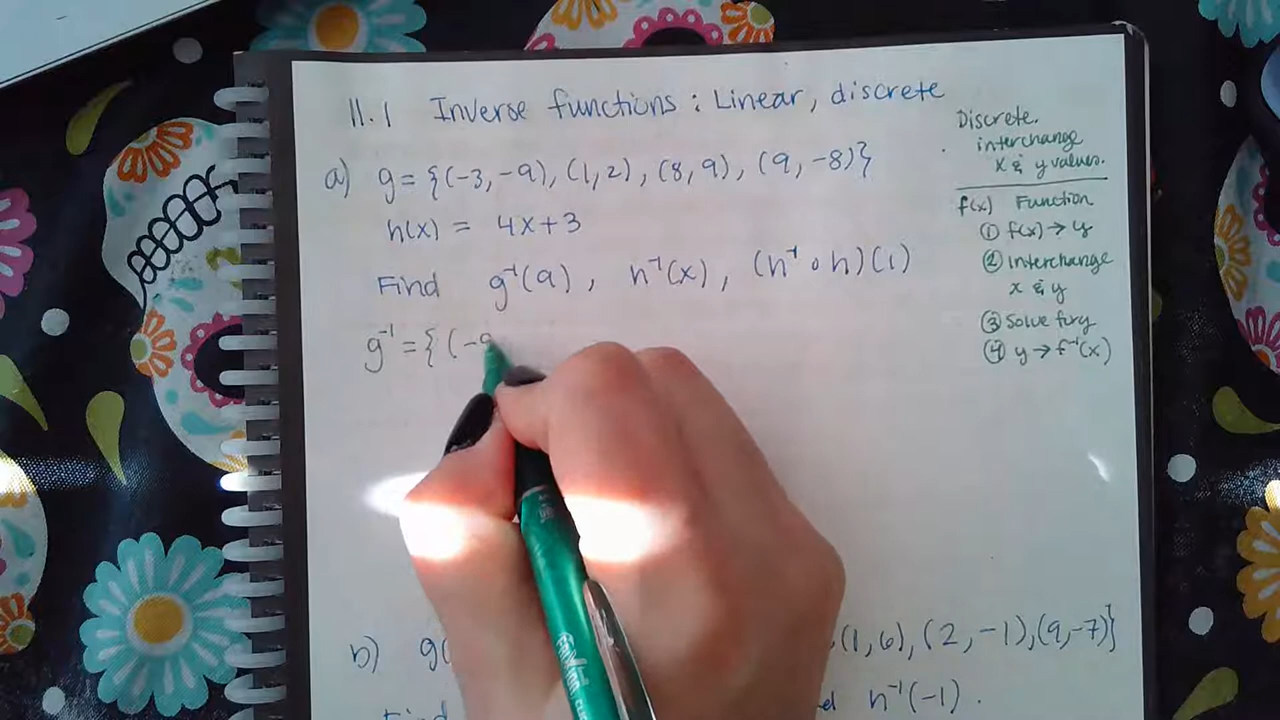 11.1 Inverse functions : Linear, discrete
a) g = {(-3, -9), (1, 2), (8, 9), (9, -8)}
h(x) = 4x+3
Find g⁻¹(9), h⁻¹(x), (h⁻¹ ∘ h)(1)
g⁻¹ = { (-9
Discrete.
interchange
x & y values.
f(x) Function
① f(x) → y
② interchange
x & y
③ Solve for y
④ y → f⁻¹(x)
b) g( (1, 6), (2, -1), (9, -7)}
h⁻¹(-1).